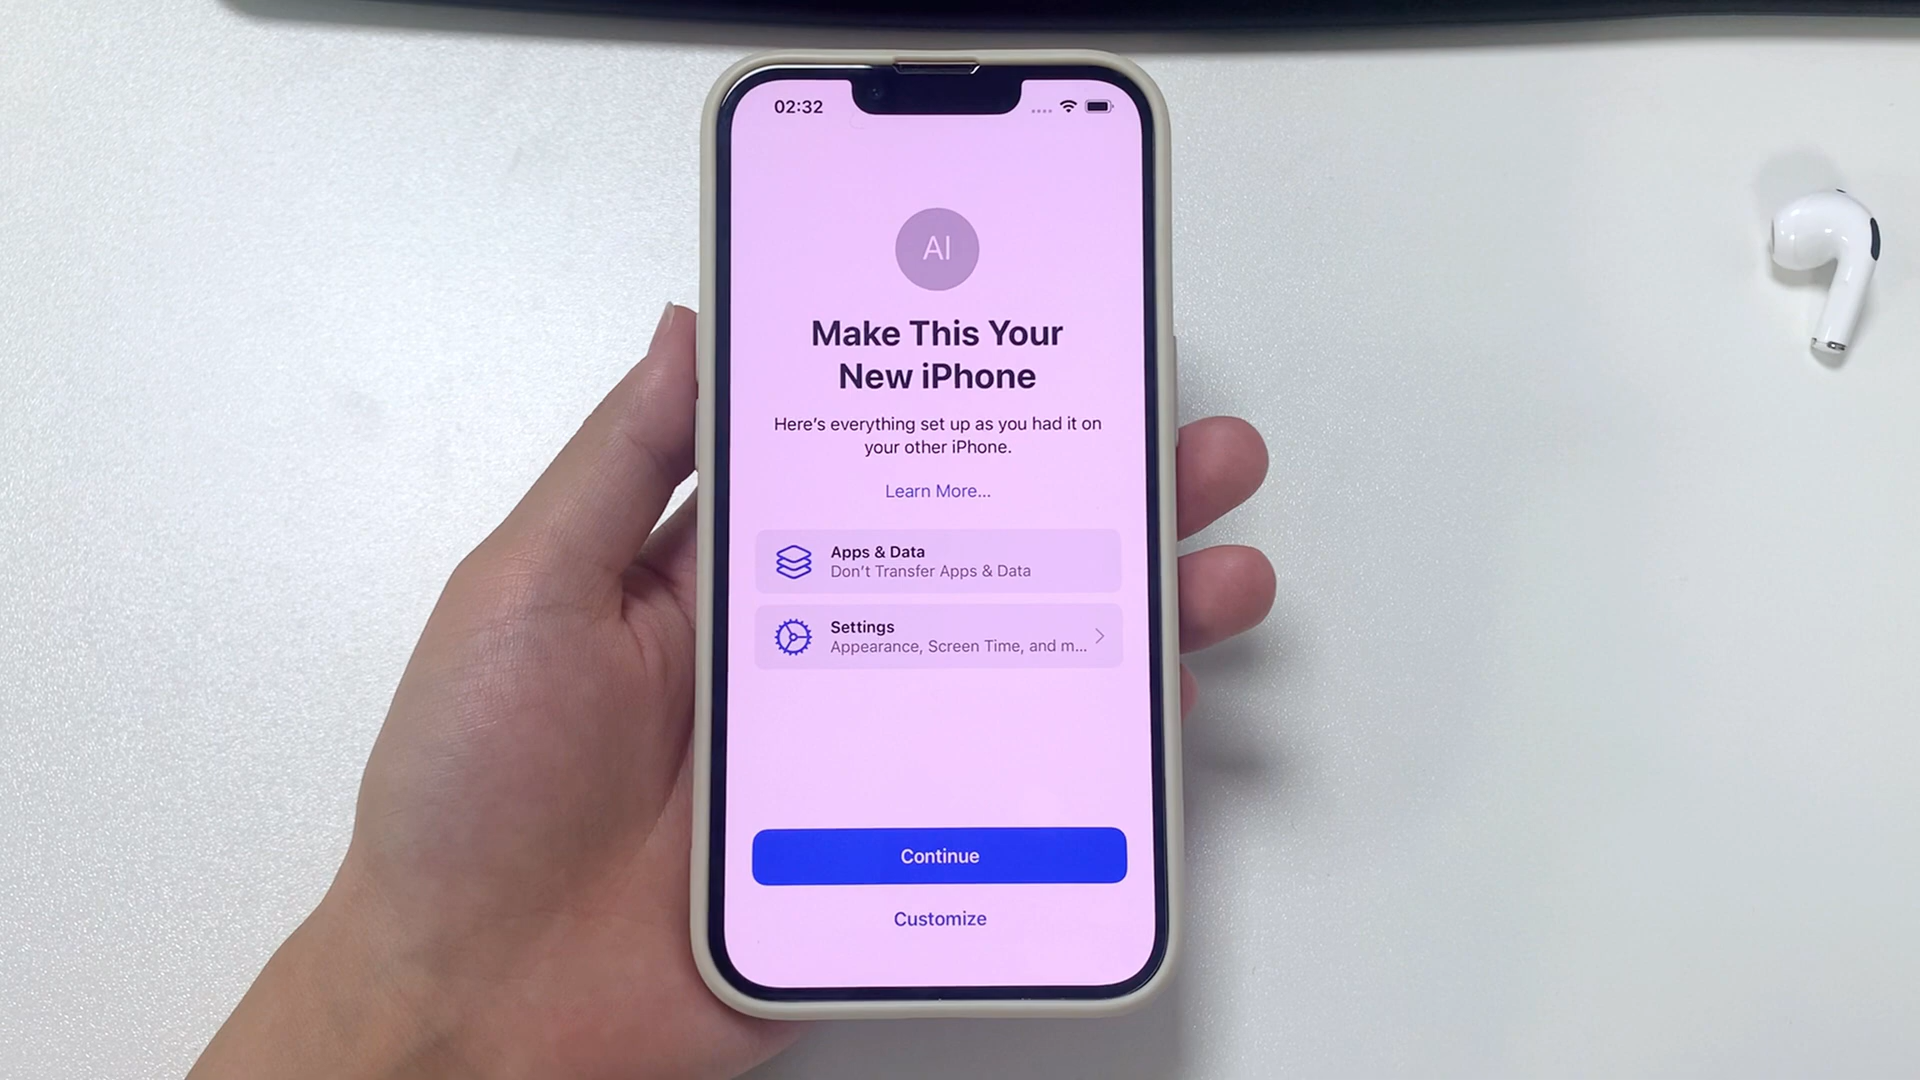 02:32
AI
Make This Your
New iPhone
Here's everything set up as you had it on
your other iPhone.
Learn More...
Apps & Data
Don't Transfer Apps & Data
Settings
Appearance, Screen Time, and m...
Continue
Customize